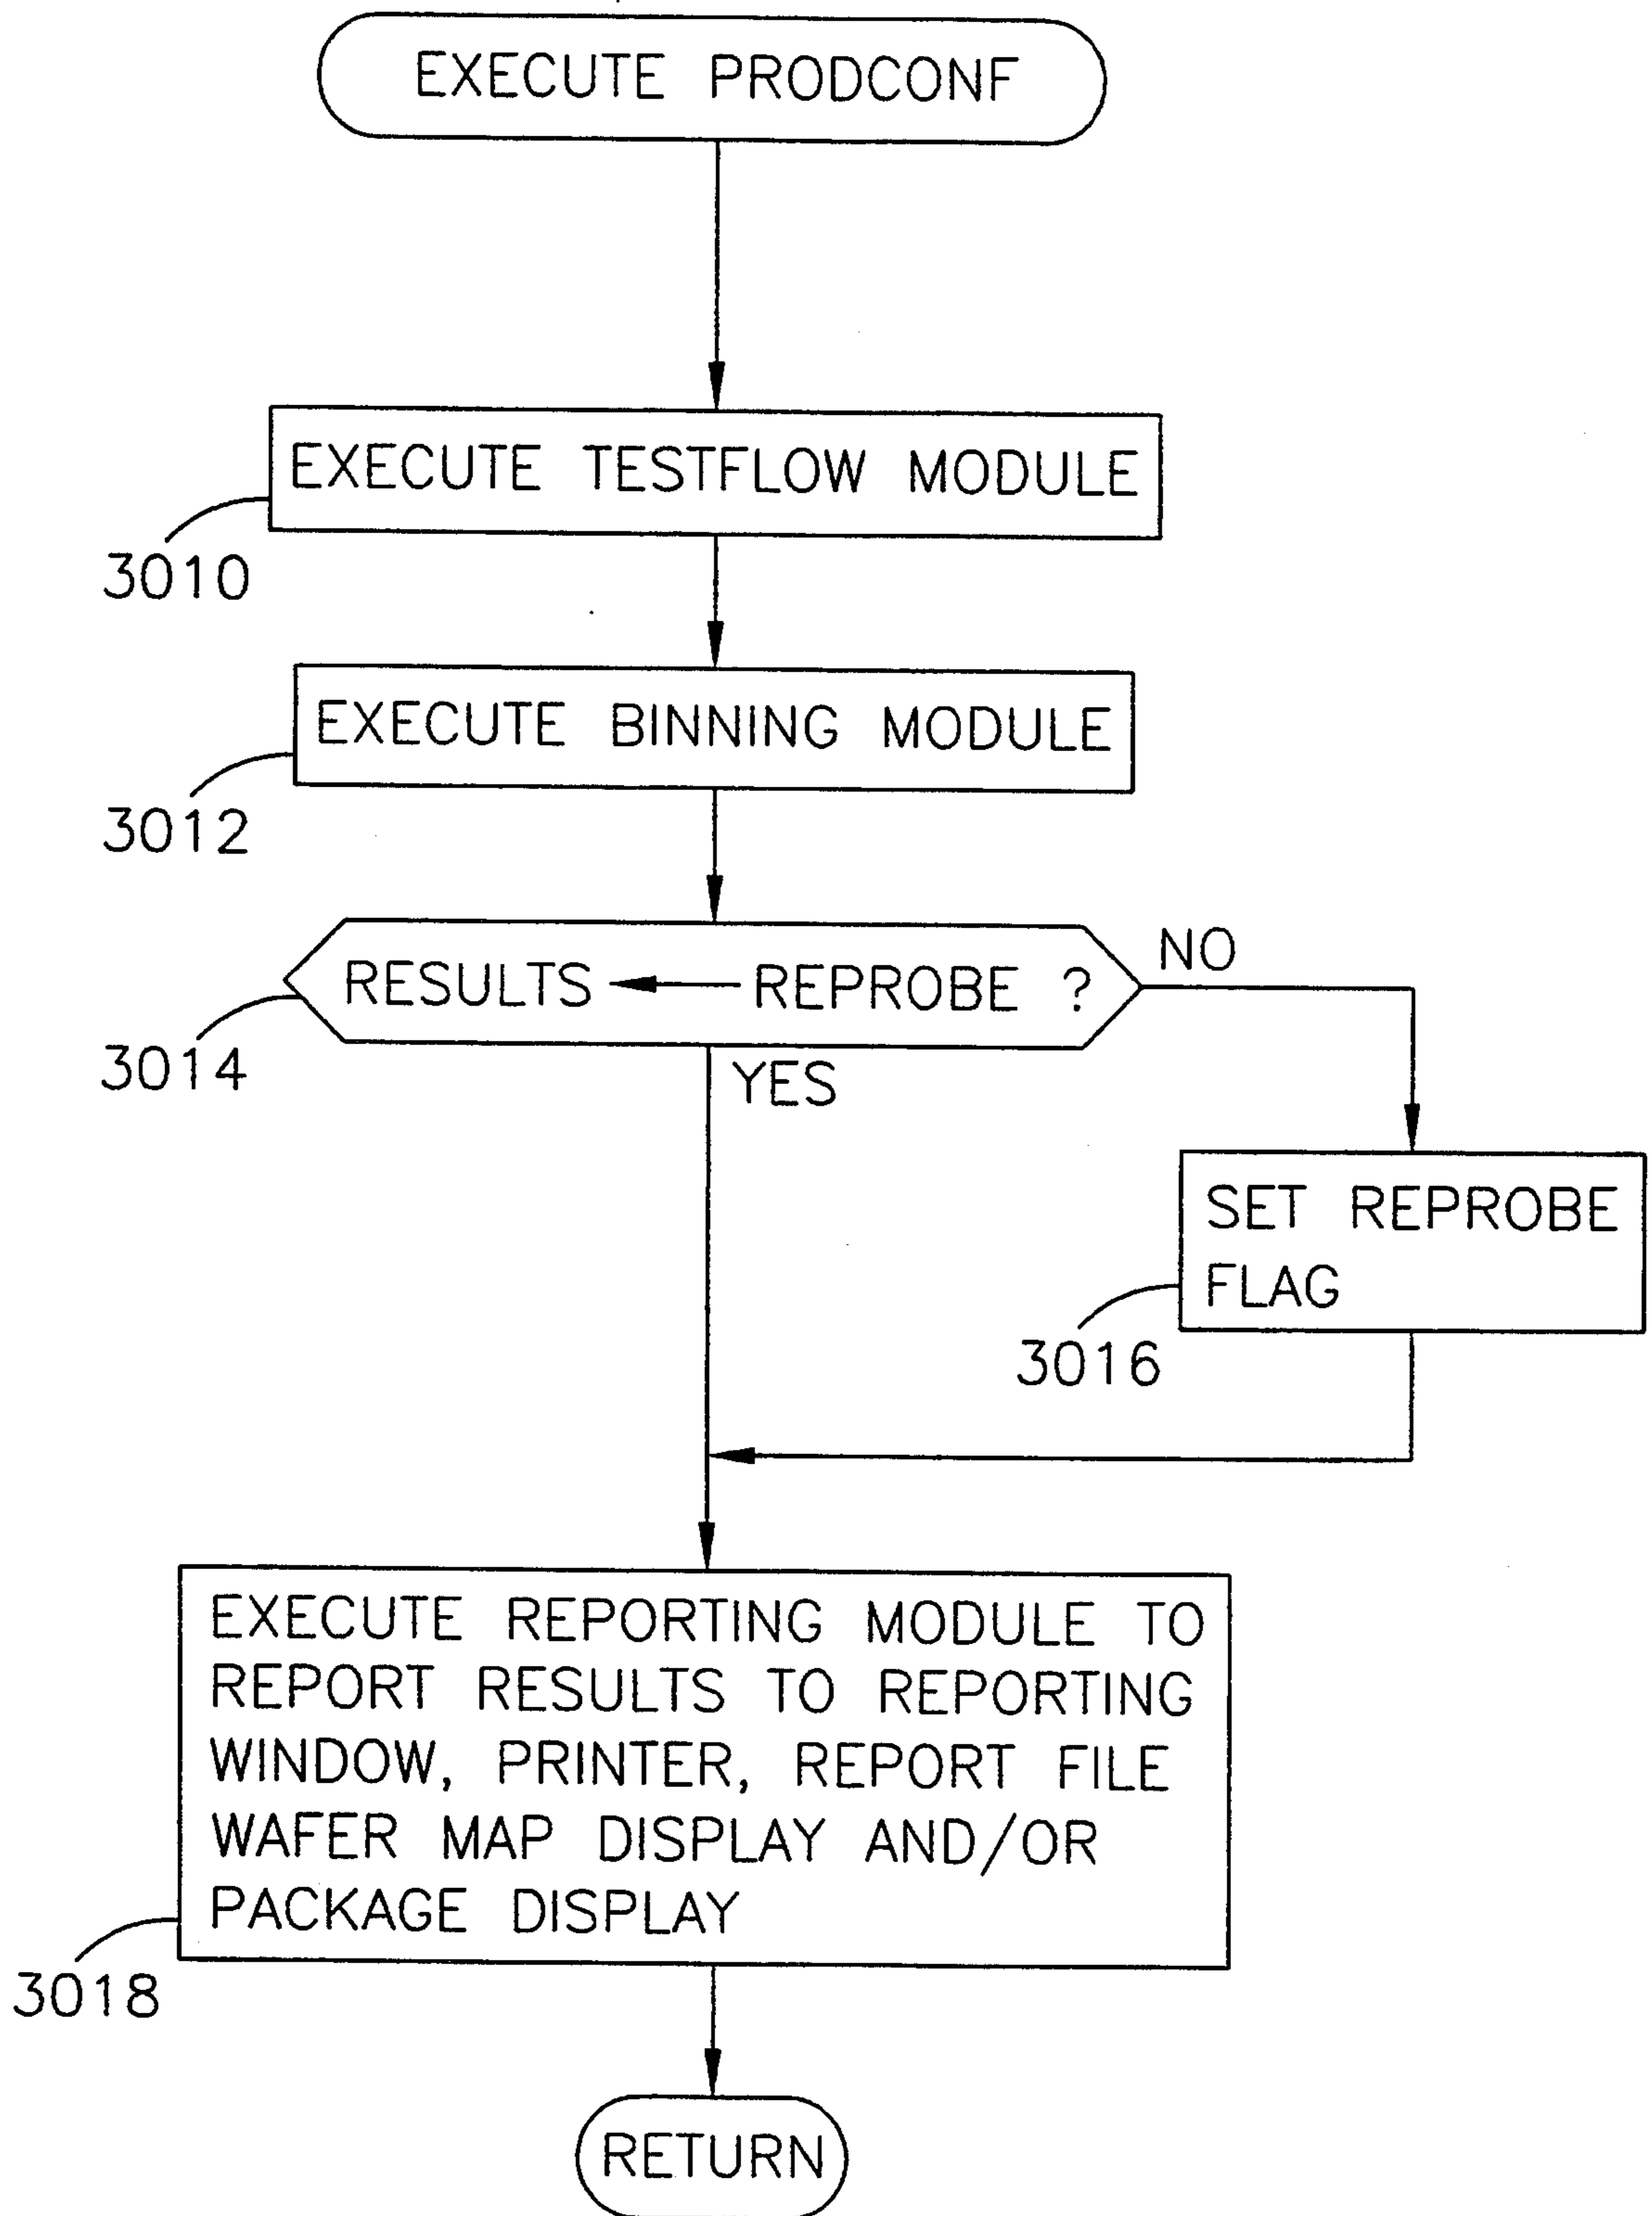 EXECUTE PRODCONF
EXECUTE TESTFLOW MODULE
3010
EXECUTE BINNING MODULE
3012
RESULTS ← REPROBE ?
NO
3014
YES
SET REPROBE
FLAG
3016
EXECUTE REPORTING MODULE TO
REPORT RESULTS TO REPORTING
WINDOW, PRINTER, REPORT FILE
WAFER MAP DISPLAY AND/OR
PACKAGE DISPLAY
3018
RETURN